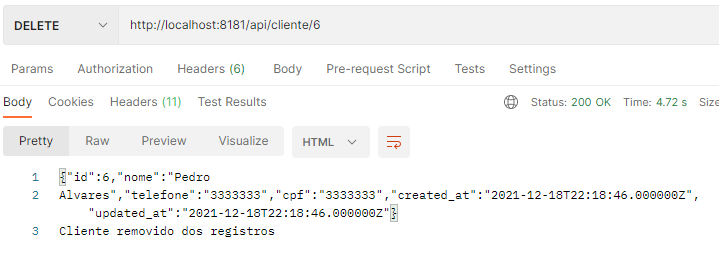 DELETE http://localhost:8181/api/cliente/6
Params Authorization Headers (6) Body Pre-request Script Tests Settings
Body Cookies Headers (11) Test Results Status: 200 OK Time: 4.72 s Size
Pretty Raw Preview Visualize HTML
1 {"id":6,"nome":"Pedro
2 Alvares","telefone":"3333333","cpf":"3333333","created_at":"2021-12-18T22:18:46.000000Z",
"updated_at":"2021-12-18T22:18:46.000000Z"}
3 Cliente removido dos registros